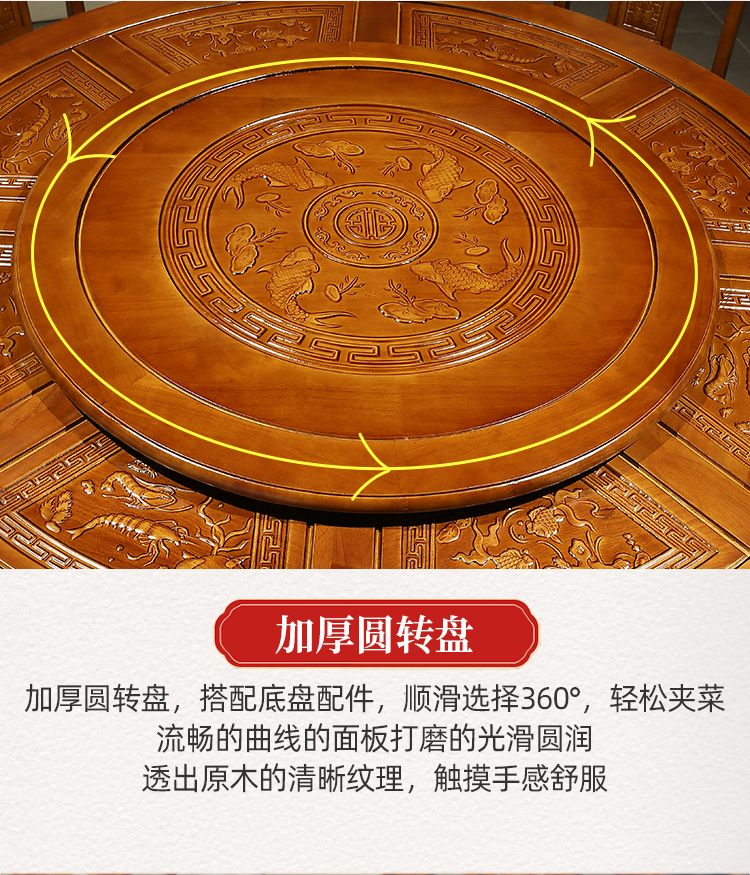 加厚圆转盘
加厚圆转盘，搭配底盘配件，顺滑选择360°，轻松夹菜
流畅的曲线的面板打磨的光滑圆润
透出原木的清晰纹理，触摸手感舒服